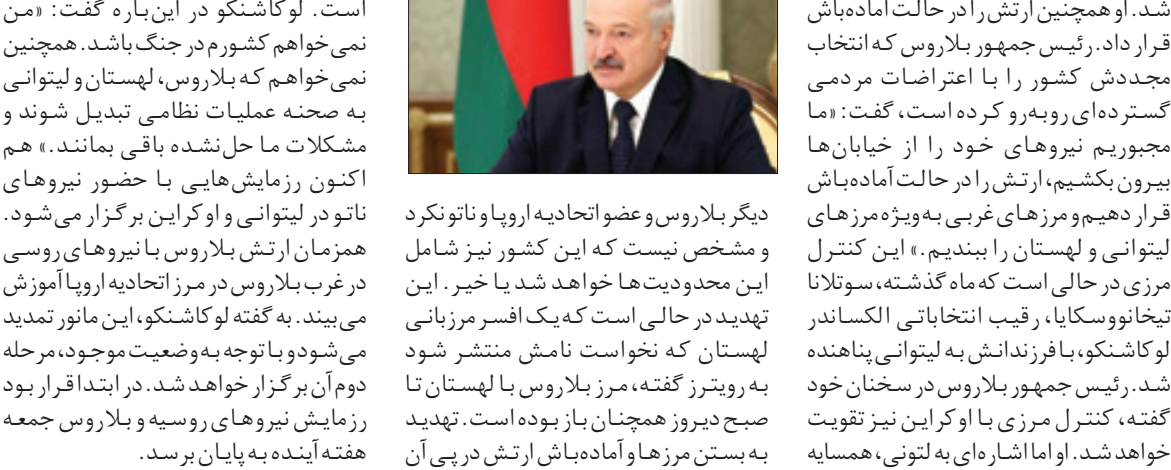 شد. او همچنین ارتش را در حالت آماده‌باش
قرار داد. رئیس جمهور بلاروس که انتخاب
مجددش کشور را با اعتراضات مردمی
گسترده‌ای روبه‌رو کرده است، گفت: «ما
مجبوریم نیروهای خود را از خیابان‌ها
بیرون بکشیم، ارتش را در حالت آماده‌باش
قرار دهیم و مرزهای غربی به‌ویژه مرزهای
لیتوانی و لهستان را ببندیم.» این کنترل
مرزی در حالی است که ماه گذشته، سوتلانا
تیخانووسکایا، رقیب انتخاباتی الکساندر
لوکاشنکو، با فرزندانش به لیتوانی پناهنده
شد. رئیس جمهور بلاروس در سخنان خود
گفته، کنترل مرزی با اوکراین نیز تقویت
خواهد شد. او اما اشاره‌ای به لتونی، همسایه
دیگر بلاروس و عضو اتحادیه اروپا و ناتو نکرد
و مشخص نیست که این کشور نیز شامل
این محدودیت‌ها خواهد شد یا خیر. این
تهدید در حالی است که یک افسر مرزبانی
لهستان که نخواست نامش منتشر شود
به رویترز گفته، مرز بلاروس با لهستان تا
صبح دیروز همچنان باز بوده است. تهدید
به بستن مرزها و آماده‌باش ارتش در پی آن
است. لوکاشنکو در این‌باره گفت: «من
نمی‌خواهم کشورم در جنگ باشد. همچنین
نمی‌خواهم که بلاروس، لهستان و لیتوانی
به صحنه عملیات نظامی تبدیل شوند و
مشکلات ما حل‌نشده باقی بمانند.» هم
اکنون رزمایش‌هایی با حضور نیروهای
ناتو در لیتوانی و اوکراین برگزار می‌شود.
همزمان ارتش بلاروس با نیروهای روسی
در غرب بلاروس در مرز اتحادیه اروپا آموزش
می‌بیند. به گفته لوکاشنکو، این مانور تمدید
می‌شود و با توجه به وضعیت موجود، مرحله
دوم آن برگزار خواهد شد. در ابتدا قرار بود
رزمایش نیروهای روسیه و بلاروس جمعه
هفته آینده به پایان برسد.